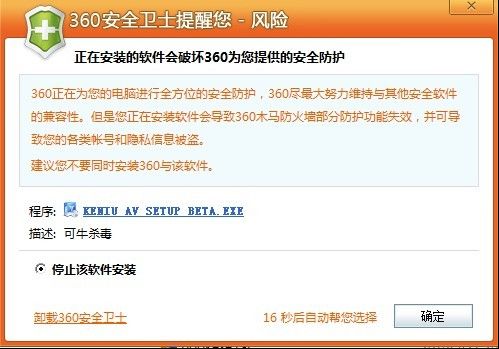 360安全卫士提醒您 - 风险
正在安装的软件会破坏360为您提供的安全防护
360正在为您的电脑进行全方位的安全防护，360尽最大努力维持与其他安全软件
的兼容性。但是您正在安装软件会导致360木马防火墙部分防护功能失效，并可导
致您的各类帐号和隐私信息被盗。
建议您不要同时安装360与该软件。
程序: KENIU AV SETUP BETA.EXE
描述: 可牛杀毒
停止该软件安装
卸载360安全卫士 16 秒后自动帮您选择 确定